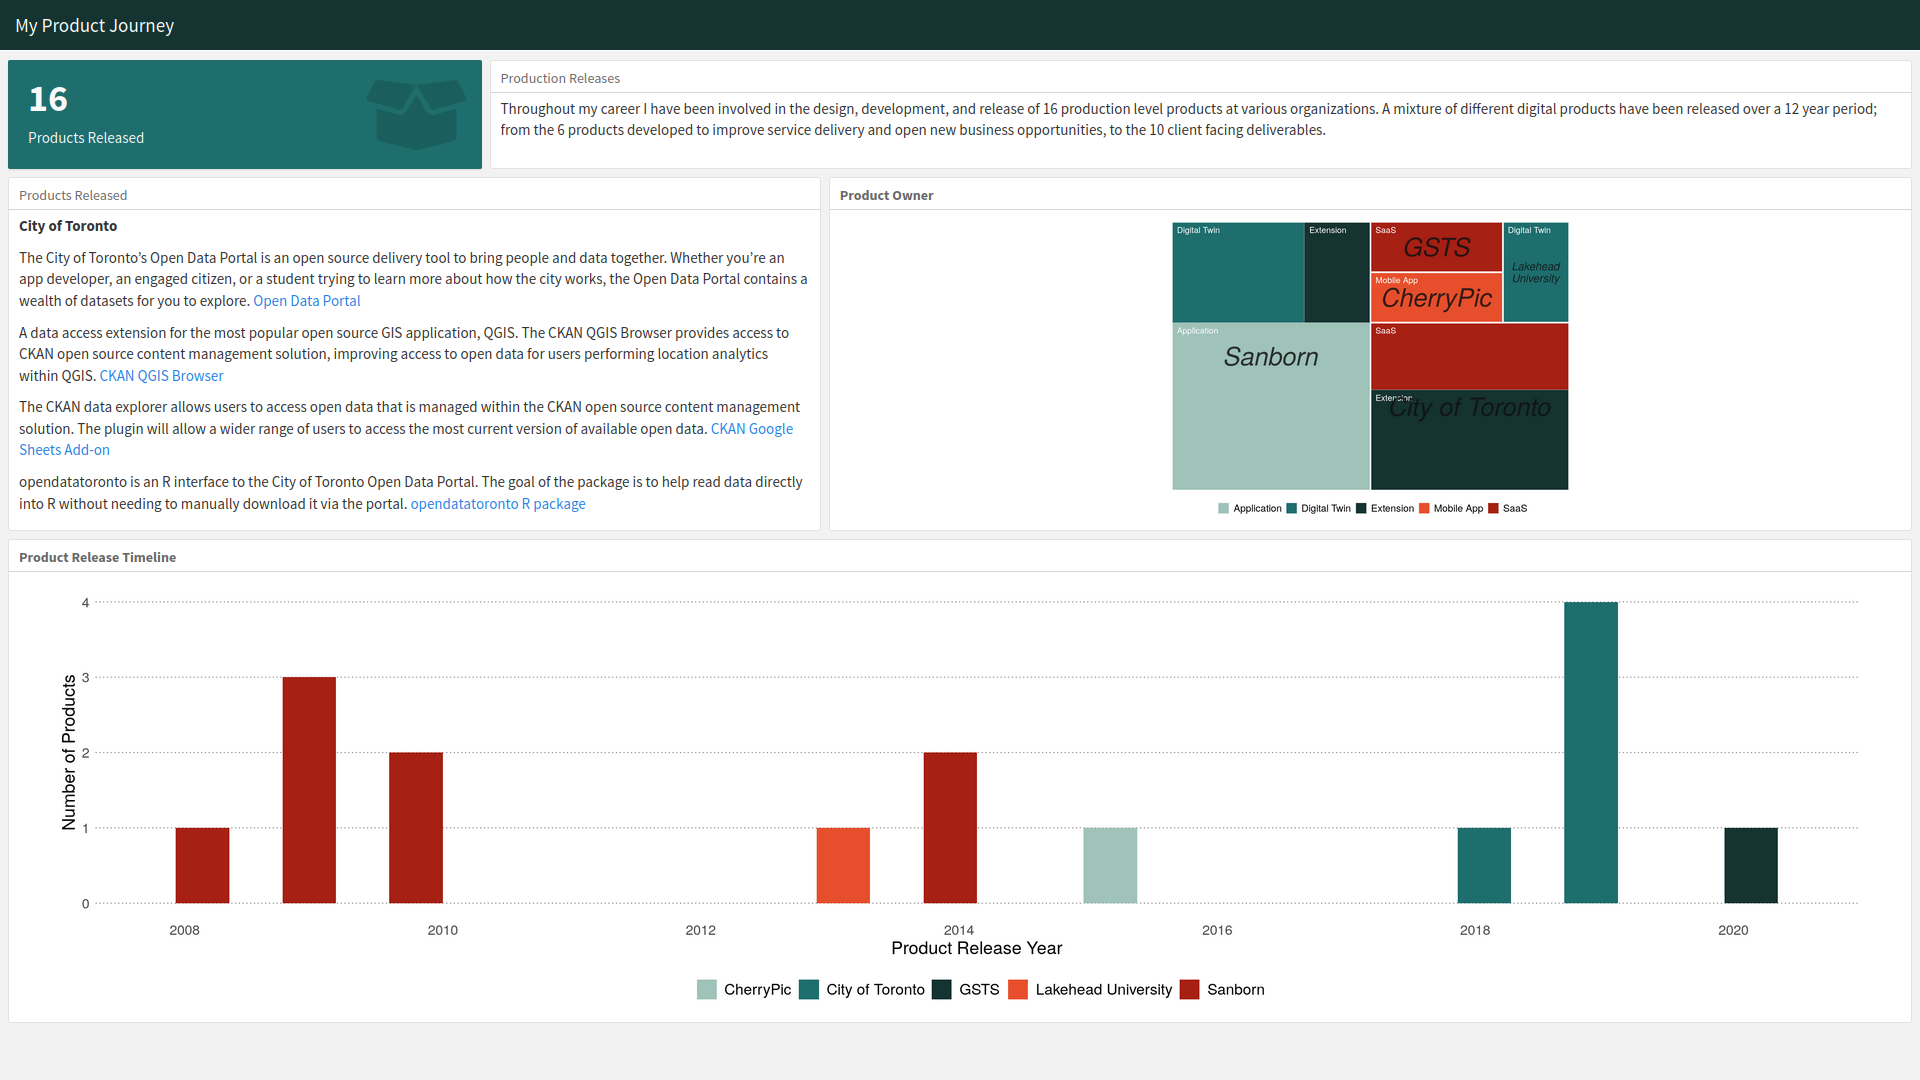 My Product Journey
16
Products Released
Production Releases
Throughout my career I have been involved in the design, development, and release of 16 production level products at various organizations. A mixture of different digital products have been released over a 12 year period;
from the 6 products developed to improve service delivery and open new business opportunities, to the 10 client facing deliverables.
Products Released
City of Toronto
The City of Toronto’s Open Data Portal is an open source delivery tool to bring people and data together. Whether you’re an
app developer, an engaged citizen, or a student trying to learn more about how the city works, the Open Data Portal contains a
wealth of datasets for you to explore. Open Data Portal
A data access extension for the most popular open source GIS application, QGIS. The CKAN QGIS Browser provides access to
CKAN open source content management solution, improving access to open data for users performing location analytics
within QGIS. CKAN QGIS Browser
The CKAN data explorer allows users to access open data that is managed within the CKAN open source content management
solution. The plugin will allow a wider range of users to access the most current version of available open data. CKAN Google
Sheets Add-on
opendatatoronto is an R interface to the City of Toronto Open Data Portal. The goal of the package is to help read data directly
into R without needing to manually download it via the portal. opendatatoronto R package
Product Owner
Digital Twin
Extension
SaaS
GSTS
Digital Twin
Lakehead
University
Mobile App
CherryPic
Application
Sanborn
SaaS
Extension
City of Toronto
Application Digital Twin Extension Mobile App SaaS
Product Release Timeline
Number of Products
4
3
2
1
0
2008 2010 2012 2014 2016 2018 2020
Product Release Year
CherryPic City of Toronto GSTS Lakehead University Sanborn